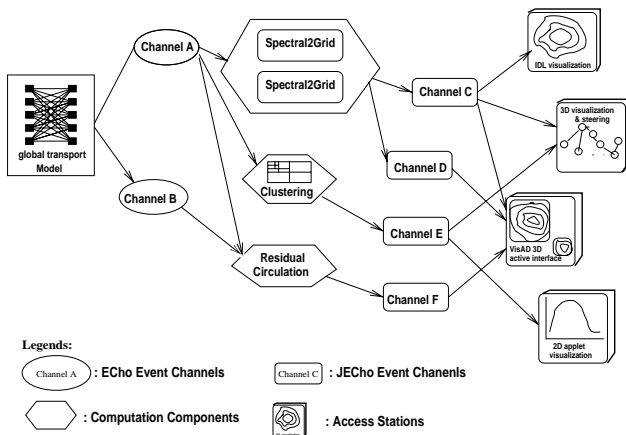 Channel A
Spectral2Grid
Spectral2Grid
IDL visualization
Channel C
3D visualization
& steering
global transport
Model
Channel D
Clustering
Channel B
Channel E
VisAD 3D
active interface
Residual
Circulation
Channel F
2D applet
visualization
Legends:
Channel A : ECho Event Channels
Channel C : JECho Event Chanenls
: Computation Components
: Access Stations